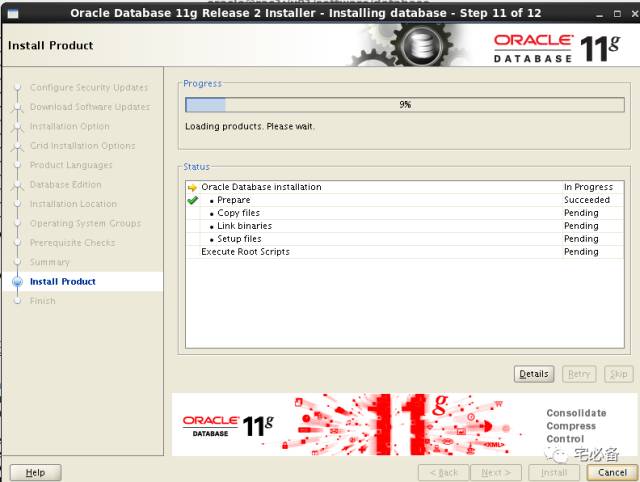 Oracle Database 11g Release 2 Installer - Installing database - Step 11 of 12
Install Product
ORACLE
DATABASE
11g
Configure Security Updates
Download Software Updates
Installation Option
Grid Installation Options
Product Languages
Database Edition
Installation Location
Operating System Groups
Prerequisite Checks
Summary
Install Product
Finish
Progress
9%
Loading products. Please wait.
Status
Oracle Database installation In Progress
• Prepare Succeeded
• Copy files Pending
• Link binaries Pending
• Setup files Pending
Execute Root Scripts Pending
Details Retry Skip
ORACLE
DATABASE
11g
11g
<XML>
Consolidate
Compress
Control
宅必备
Help < Back Next > Install Cancel